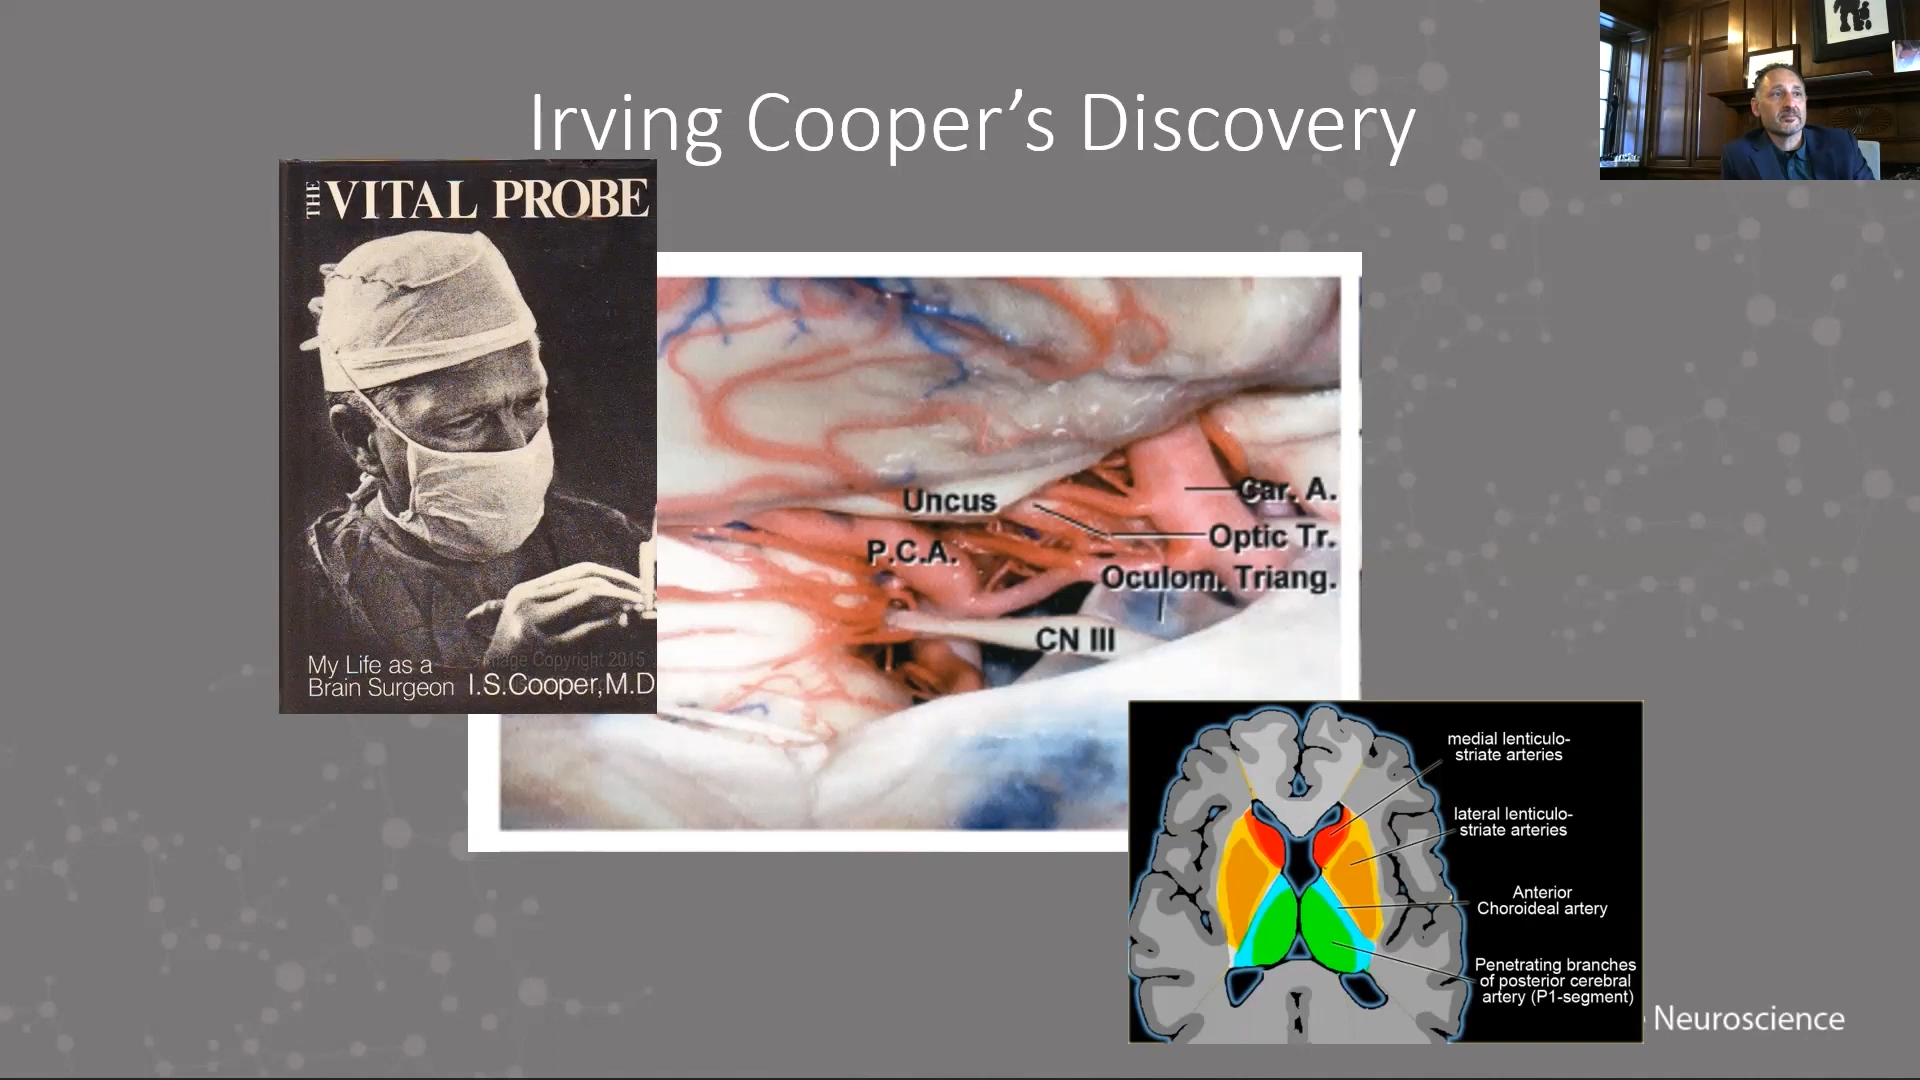 Irving Cooper’s Discovery
THE VITAL PROBE
My Life as a
Brain Surgeon I.S.Cooper, M.D
Image Copyright 2015
Uncus
Car. A.
P.C.A.
Optic Tr.
Oculom. Triang.
CN III
medial lenticulo-
striate arteries
lateral lenticulo-
striate arteries
Anterior
Choroideal artery
Penetrating branches
of posterior cerebral
artery (P1-segment)
Neuroscience